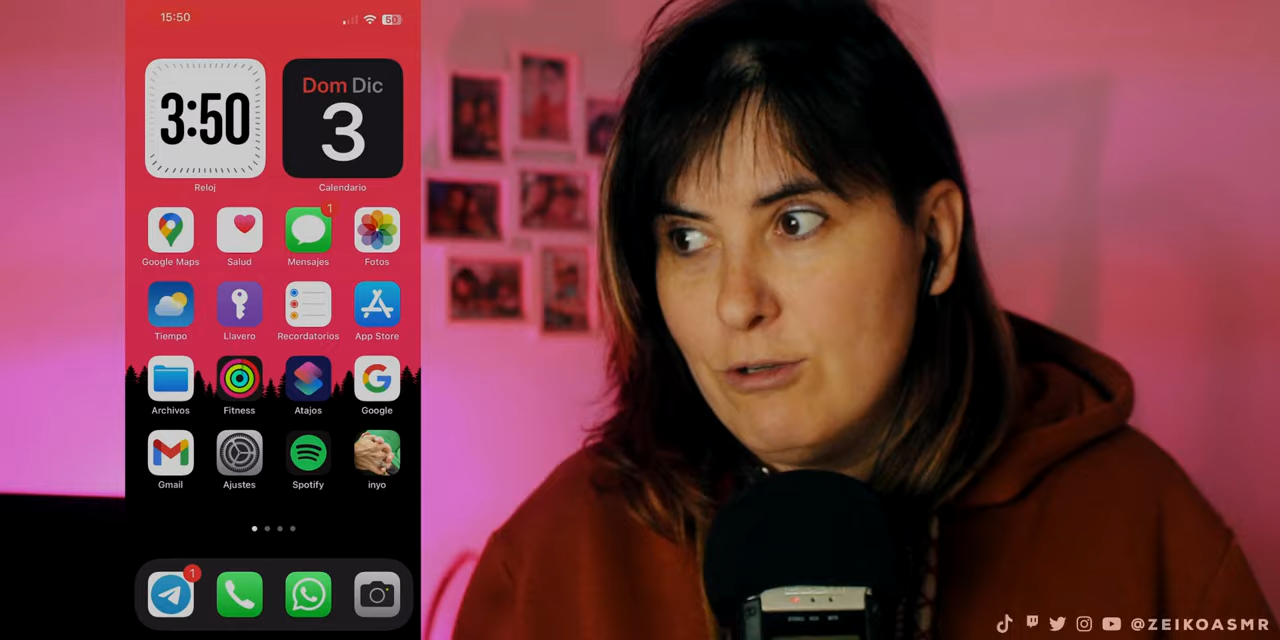 15:50
50
3:50
Dom Dic
3
Reloj
Calendario
1
Google Maps
Salud
Mensajes
Fotos
Tiempo
Llavero
Recordatorios
App Store
Archivos
Fitness
Atajos
Google
Gmail
Ajustes
Spotify
inyo
1
@ZEIKOASMR